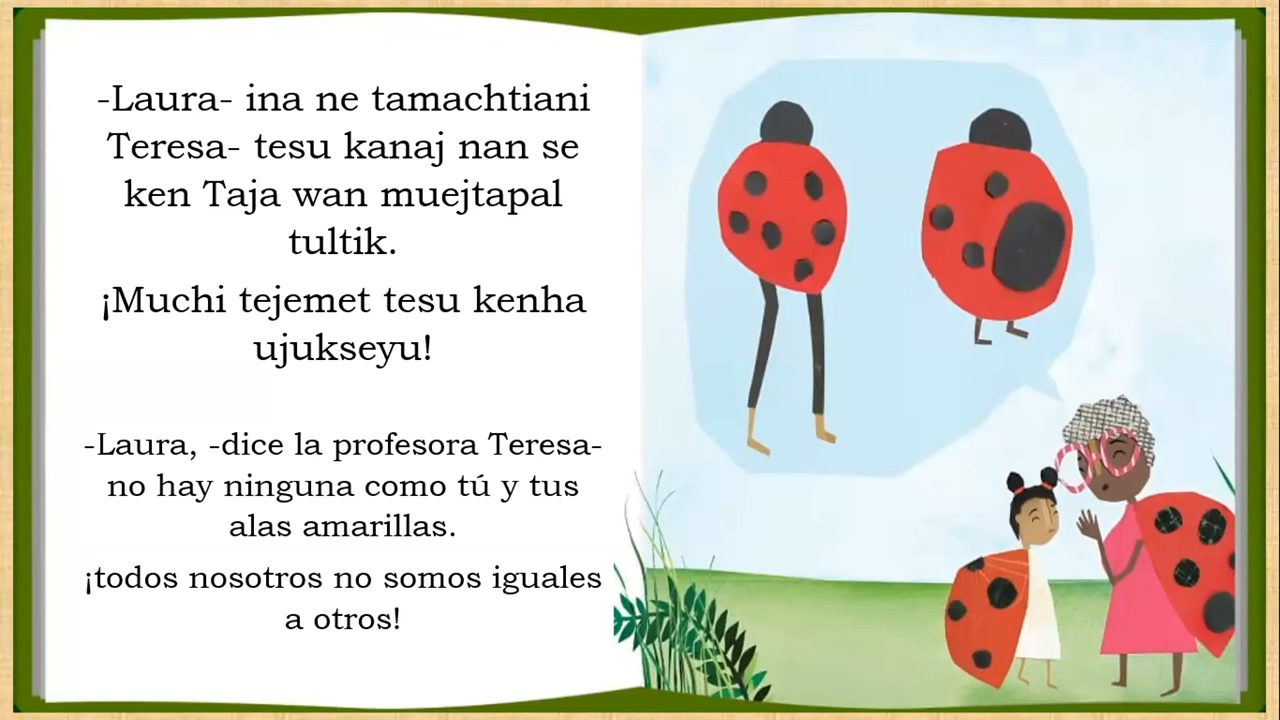 -Laura- ina ne tamachtiani
Teresa- tesu kanaj nan se
ken Taja wan muejtapal
tultik.
¡Muchi tejemet tesu kenha
ujukseyu!
-Laura, -dice la profesora Teresa-
no hay ninguna como tú y tus
alas amarillas.
¡todos nosotros no somos iguales
a otros!